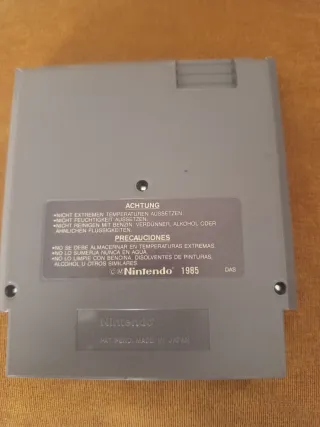 ACHTUNG
•NICHT EXTREMEN TEMPERATUREN AUSSETZEN.
•NICHT FEUCHTIGKEIT AUSSETZEN.
•NICHT REINIGEN MIT BENZIN, VERDÜNNER, ALKOHOL ODER
ÄHNLICHEN FLÜSSIGKEITEN.
PRECAUCIONES
•NO SE DEBE ALMACENAR EN TEMPERATURAS EXTREMAS.
•NO LO SUMERJA NUNCA EN AGUA.
•NO LO LIMPIE CON BENCINA, DISOLVENTES DE PINTURAS,
ALCOHOL U OTROS SIMILARES.
©/M Nintendo 1985 DAS
Nintendo
PAT. PEND. MADE IN JAPAN